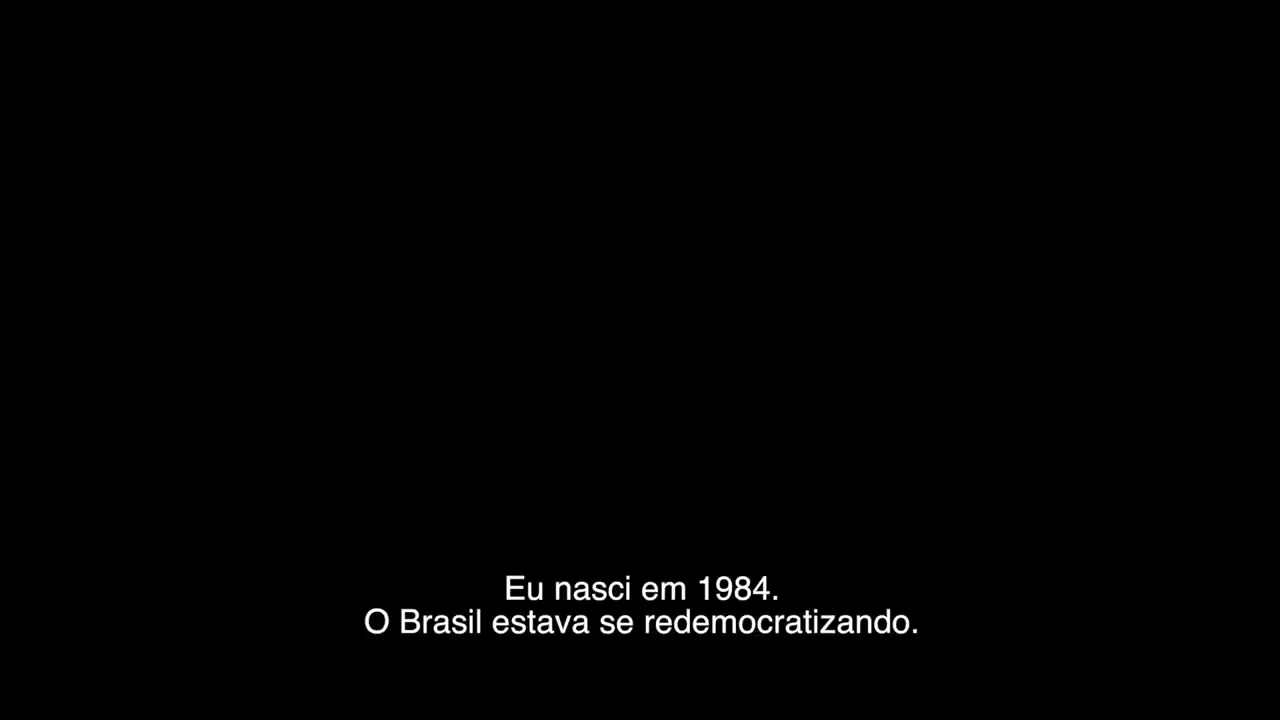 Eu nasci em 1984.
O Brasil estava se redemocratizando.